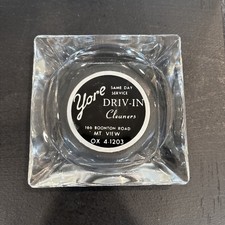 Yore
SAME DAY
SERVICE
DRIV-IN
Cleaners
186 BOONTON ROAD
MT VIEW
OX 4-1203